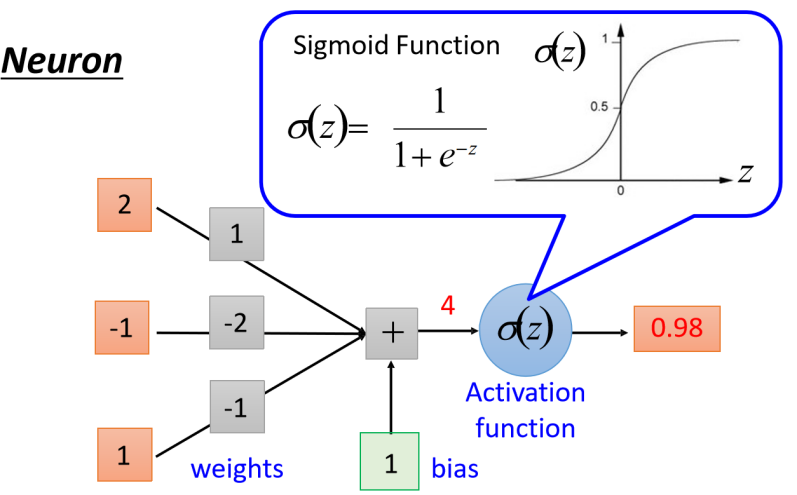 Neuron
Sigmoid Function
σ(z)
σ(z)= 1 / 1 + e^{-z}
1
0.5
0
z
2
1
-1
-2
+
4
σ(z)
0.98
1
-1
weights
1
bias
Activation
function